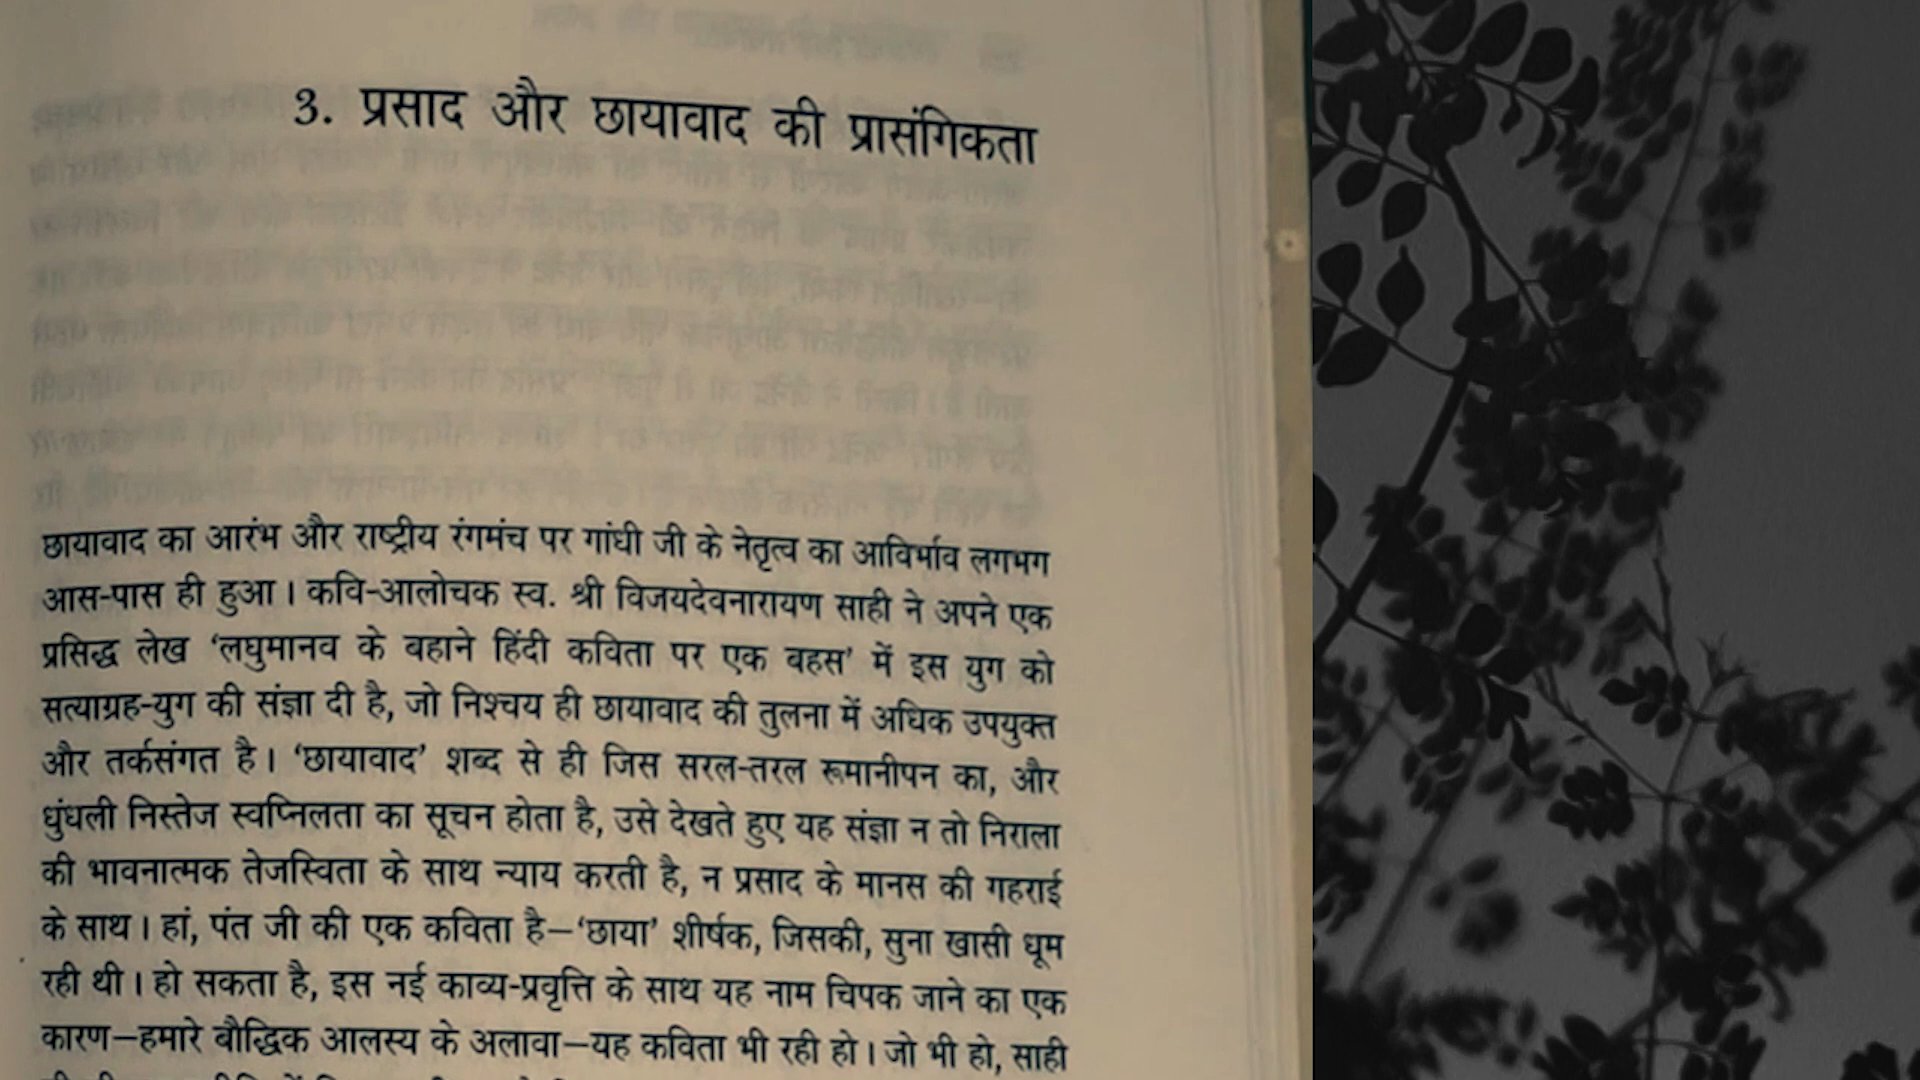 3. प्रसाद और छायावाद की प्रासंगिकता
छायावाद का आरंभ और राष्ट्रीय रंगमंच पर गांधी जी के नेतृत्व का आविर्भाव लगभग
आस-पास ही हुआ । कवि-आलोचक स्व. श्री विजयदेवनारायण साही ने अपने एक
प्रसिद्ध लेख ‘लघुमानव के बहाने हिंदी कविता पर एक बहस’ में इस युग को
सत्याग्रह-युग की संज्ञा दी है, जो निश्चय ही छायावाद की तुलना में अधिक उपयुक्त
और तर्कसंगत है । ‘छायावाद’ शब्द से ही जिस सरल-तरल रूमानीपन का, और
धुंधली निस्तेज स्वप्निलता का सूचन होता है, उसे देखते हुए यह संज्ञा न तो निराला
की भावनात्मक तेजस्विता के साथ न्याय करती है, न प्रसाद के मानस की गहराई
के साथ । हां, पंत जी की एक कविता है—‘छाया’ शीर्षक, जिसकी, सुना खासी धूम
रही थी । हो सकता है, इस नई काव्य-प्रवृत्ति के साथ यह नाम चिपक जाने का एक
कारण—हमारे बौद्धिक आलस्य के अलावा—यह कविता भी रही हो । जो भी हो, साही